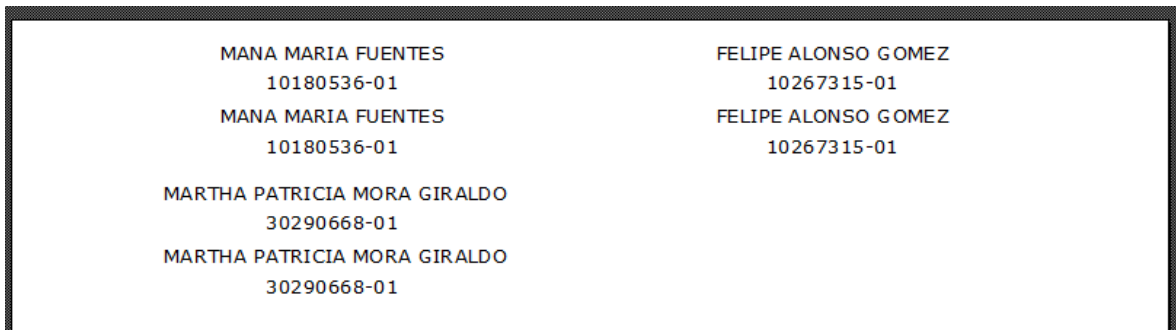 MANA MARIA FUENTES
10180536-01
MANA MARIA FUENTES
10180536-01
FELIPE ALONSO GOMEZ
10267315-01
FELIPE ALONSO GOMEZ
10267315-01
MARTHA PATRICIA MORA GIRALDO
30290668-01
MARTHA PATRICIA MORA GIRALDO
30290668-01